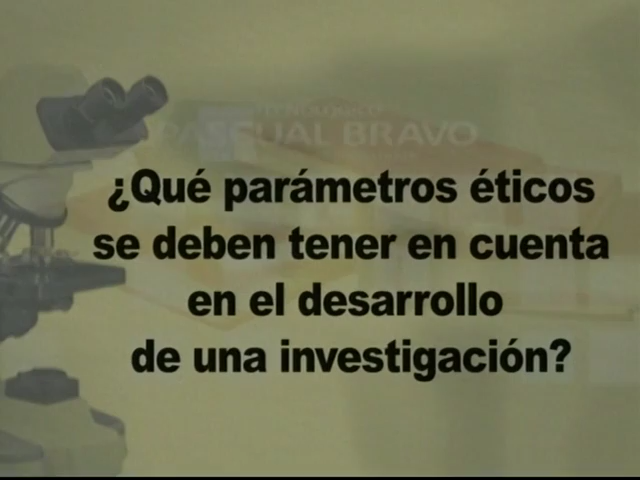 PASCUAL BRAVO
¿Qué parámetros éticos
se deben tener en cuenta
en el desarrollo
de una investigación?